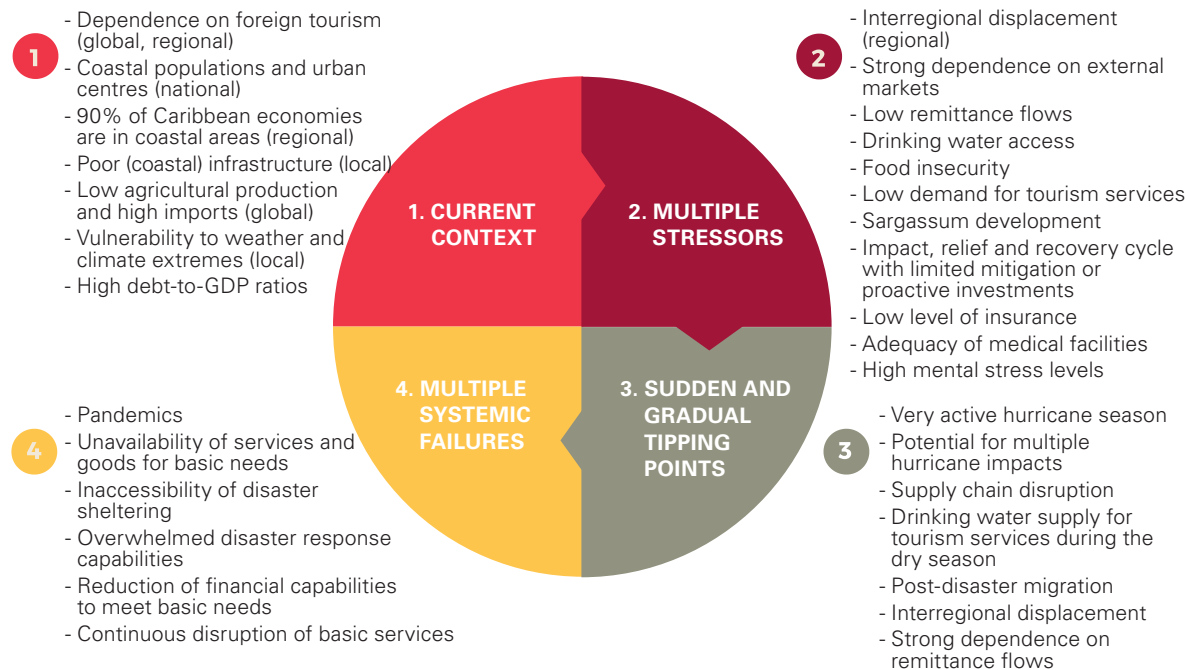 1
- Dependence on foreign tourism
(global, regional)
- Coastal populations and urban
centres (national)
- 90% of Caribbean economies
are in coastal areas (regional)
- Poor (coastal) infrastructure (local)
- Low agricultural production
and high imports (global)
- Vulnerability to weather and
climate extremes (local)
- High debt-to-GDP ratios
2
- Interregional displacement
(regional)
- Strong dependence on external
markets
- Low remittance flows
- Drinking water access
- Food insecurity
- Low demand for tourism services
- Sargassum development
- Impact, relief and recovery cycle
with limited mitigation or
proactive investments
- Low level of insurance
- Adequacy of medical facilities
- High mental stress levels
1. CURRENT
CONTEXT
2. MULTIPLE
STRESSORS
4. MULTIPLE
SYSTEMIC
FAILURES
3. SUDDEN AND
GRADUAL
TIPPING
POINTS
4
- Pandemics
- Unavailability of services and
goods for basic needs
- Inaccessibility of disaster
sheltering
- Overwhelmed disaster response
capabilities
- Reduction of financial capabilities
to meet basic needs
- Continuous disruption of basic services
3
- Very active hurricane season
- Potential for multiple
hurricane impacts
- Supply chain disruption
- Drinking water supply for
tourism services during the
dry season
- Post-disaster migration
- Interregional displacement
- Strong dependence on
remittance flows